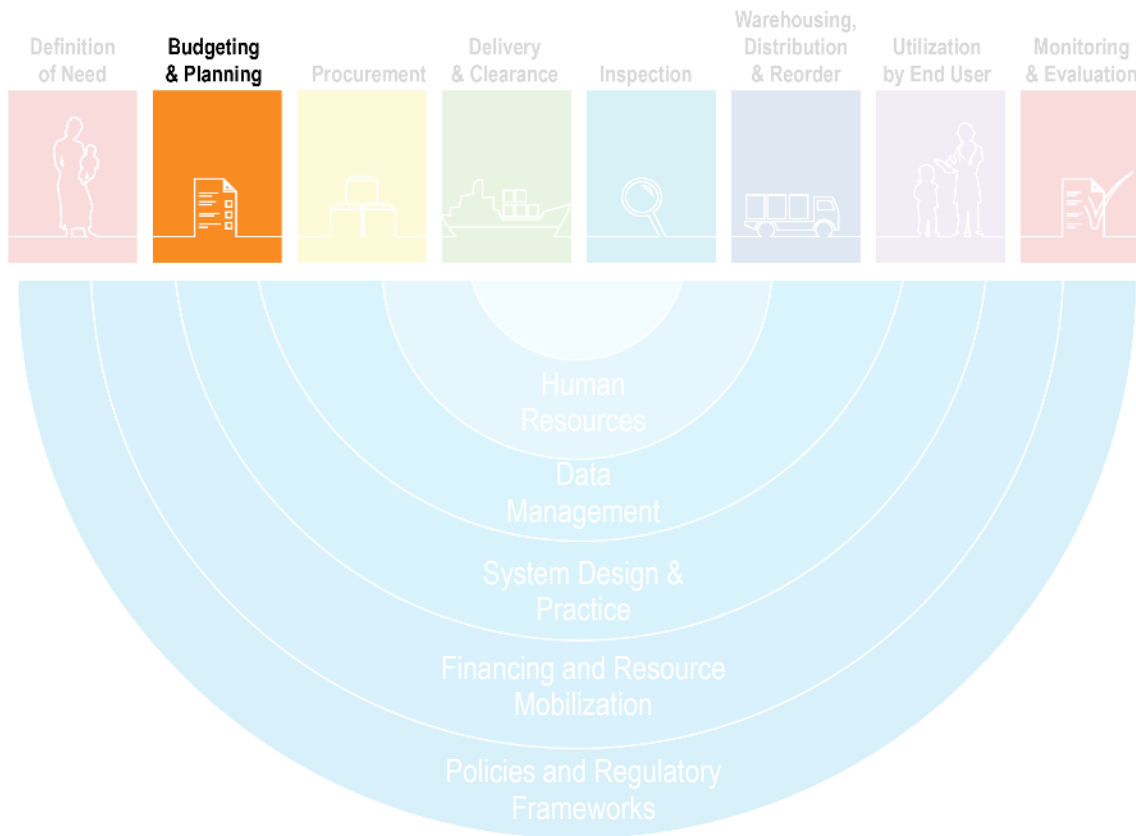 Definition
of Need
Budgeting
& Planning
Procurement
Delivery
& Clearance
Inspection
Warehousing,
Distribution
& Reorder
Utilization
by End User
Monitoring
& Evaluation
Human
Resources
Data
Management
System Design &
Practice
Financing and Resource
Mobilization
Policies and Regulatory
Frameworks